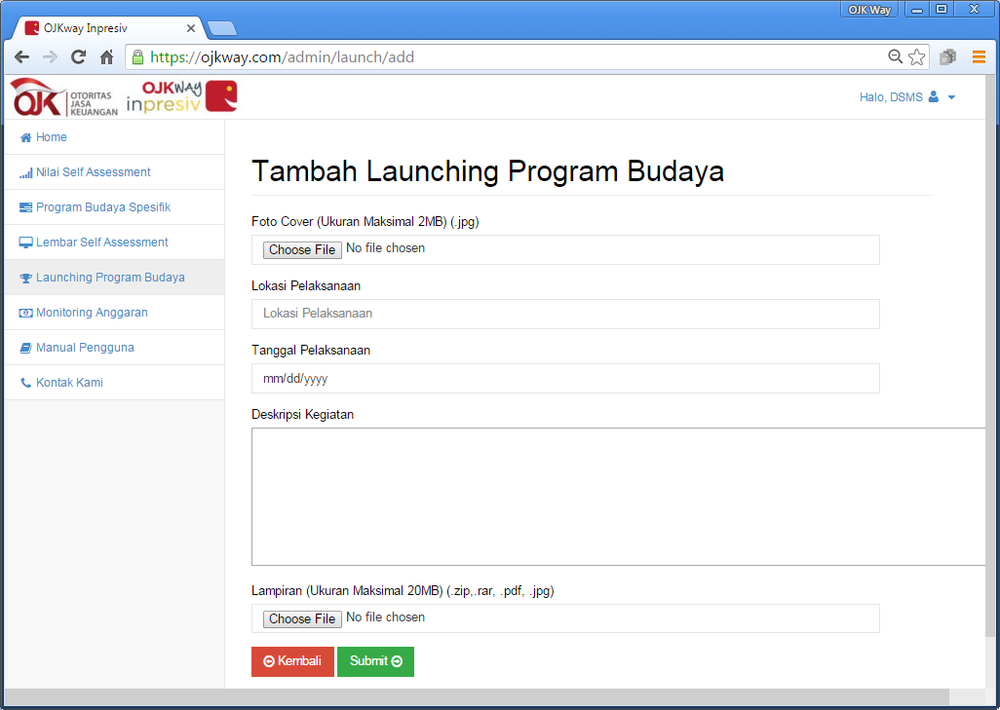 OJK Way
OJKway Inpresiv
https://ojkway.com/admin/launch/add
OJK OTORITAS
JASA
KEUANGAN
OJKWAY
inpresiv
Halo, DSMS
Home
Nilai Self Assessment
Program Budaya Spesifik
Lembar Self Assessment
Launching Program Budaya
Monitoring Anggaran
Manual Pengguna
Kontak Kami
Tambah Launching Program Budaya
Foto Cover (Ukuran Maksimal 2MB) (.jpg)
Choose File No file chosen
Lokasi Pelaksanaan
Lokasi Pelaksanaan
Tanggal Pelaksanaan
mm/dd/yyyy
Deskripsi Kegiatan
Lampiran (Ukuran Maksimal 20MB) (.zip,.rar, .pdf, .jpg)
Choose File No file chosen
Kembali Submit